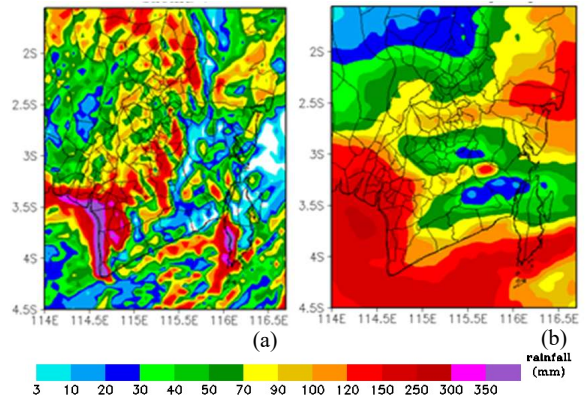 2S
2.5S
3S
3.5S
4S
4.5S
114E 114.5E 115E 115.5E 116E 116.5E
(a)
2S
2.5S
3S
3.5S
4S
4.5S
114E 114.5E 115E 115.5E 116E 116.5E
(b)
rainfall
(mm)
3 10 20 30 40 50 70 90 100 120 150 250 300 350